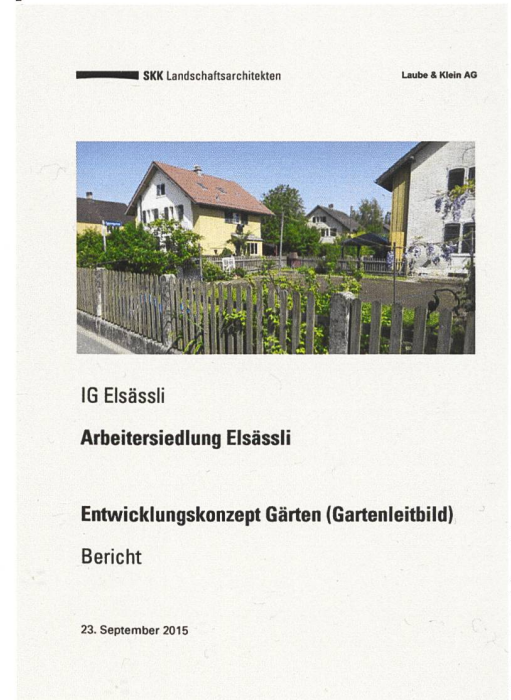 SKK Landschaftsarchitekten
Laube & Klein AG
IG Elsässli
Arbeitersiedlung Elsässli
Entwicklungskonzept Gärten (Gartenleitbild)
Bericht
23. September 2015